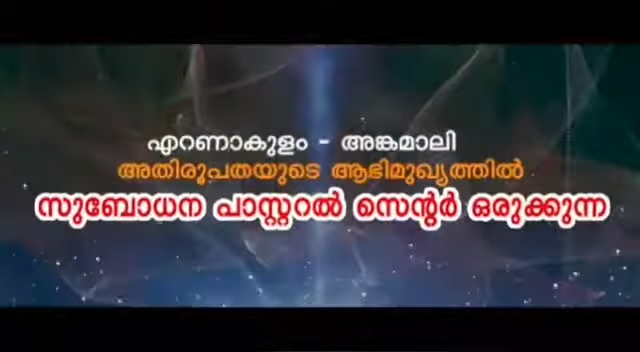 എറണാകുളം - അങ്കമാലി
അതിരൂപതയുടെ ആഭിമുഖ്യത്തിൽ
സുബോധന പാസ്റ്ററൽ സെന്റർ ഒരുക്കുന്ന